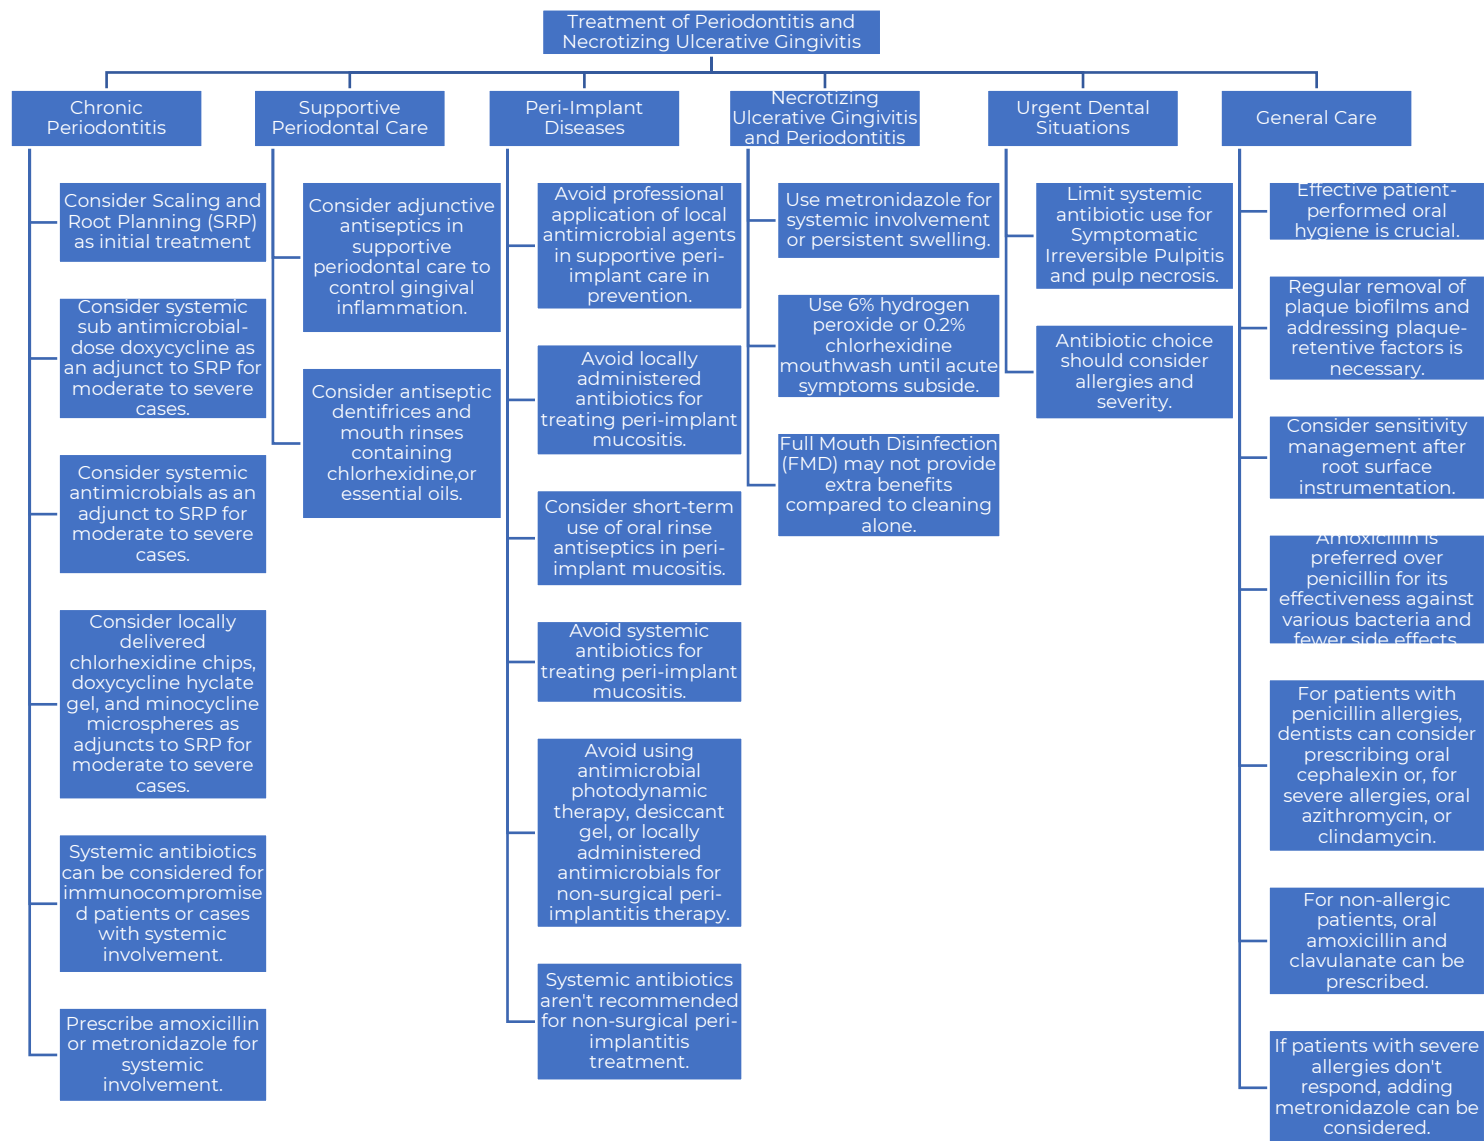 Treatment of Periodontitis and
Necrotizing Ulcerative Gingivitis
Chronic
Periodontitis
Consider Scaling and
Root Planning (SRP)
as initial treatment
Consider systemic
sub antimicrobial-
dose doxycycline as
an adjunct to SRP for
moderate to severe
cases.
Consider systemic
antimicrobials as an
adjunct to SRP for
moderate to severe
cases.
Consider locally
delivered
chlorhexidine chips,
doxycycline hyclate
gel, and minocycline
microspheres as
adjuncts to SRP for
moderate to severe
cases.
Systemic antibiotics
can be considered for
immunocompromise
d patients or cases
with systemic
involvement.
Prescribe amoxicillin
or metronidazole for
systemic
involvement.
Supportive
Periodontal Care
Consider adjunctive
antiseptics in
supportive
periodontal care to
control gingival
inflammation.
Consider antiseptic
dentifrices and
mouth rinses
containing
chlorhexidine,or
essential oils.
Peri-Implant
Diseases
Avoid professional
application of local
antimicrobial agents
in supportive peri-
implant care in
prevention.
Avoid locally
administered
antibiotics for
treating peri-implant
mucositis.
Consider short-term
use of oral rinse
antiseptics in peri-
implant mucositis.
Avoid systemic
antibiotics for
treating peri-implant
mucositis.
Avoid using
antimicrobial
photodynamic
therapy, desiccant
gel, or locally
administered
antimicrobials for
non-surgical peri-
implantitis therapy.
Systemic antibiotics
aren't recommended
for non-surgical peri-
implantitis
treatment.
Necrotizing
Ulcerative Gingivitis
and Periodontitis
Use metronidazole for
systemic involvement
or persistent swelling.
Use 6% hydrogen
peroxide or 0.2%
chlorhexidine
mouthwash until acute
symptoms subside.
Full Mouth Disinfection
(FMD) may not provide
extra benefits
compared to cleaning
alone.
Urgent Dental
Situations
Limit systemic
antibiotic use for
Symptomatic
Irreversible Pulpitis
and pulp necrosis.
Antibiotic choice
should consider
allergies and
severity.
General Care
Effective patient-
performed oral
hygiene is crucial.
Regular removal of
plaque biofilms and
addressing plaque-
retentive factors is
necessary.
Consider sensitivity
management after
root surface
instrumentation.
Amoxicillin is
preferred over
penicillin for its
effectiveness against
various bacteria and
fewer side effects.
For patients with
penicillin allergies,
dentists can consider
prescribing oral
cephalexin or, for
severe allergies, oral
azithromycin, or
clindamycin.
For non-allergic
patients, oral
amoxicillin and
clavulanate can be
prescribed.
If patients with severe
allergies don't
respond, adding
metronidazole can be
considered.